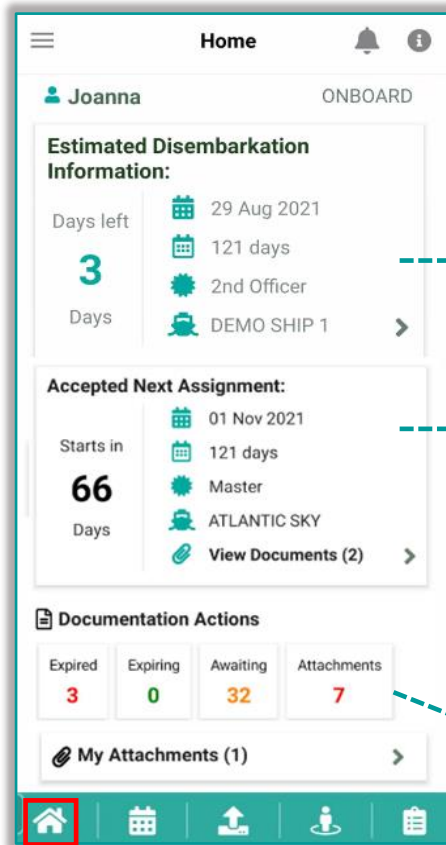 Home
Joanna ONBOARD
Estimated Disembarkation
Information:
Days left
3
Days
29 Aug 2021
121 days
2nd Officer
DEMO SHIP 1
Accepted Next Assignment:
Starts in
66
Days
01 Nov 2021
121 days
Master
ATLANTIC SKY
View Documents (2)
Documentation Actions
Expired Expiring Awaiting Attachments
3 0 32 7
My Attachments (1)